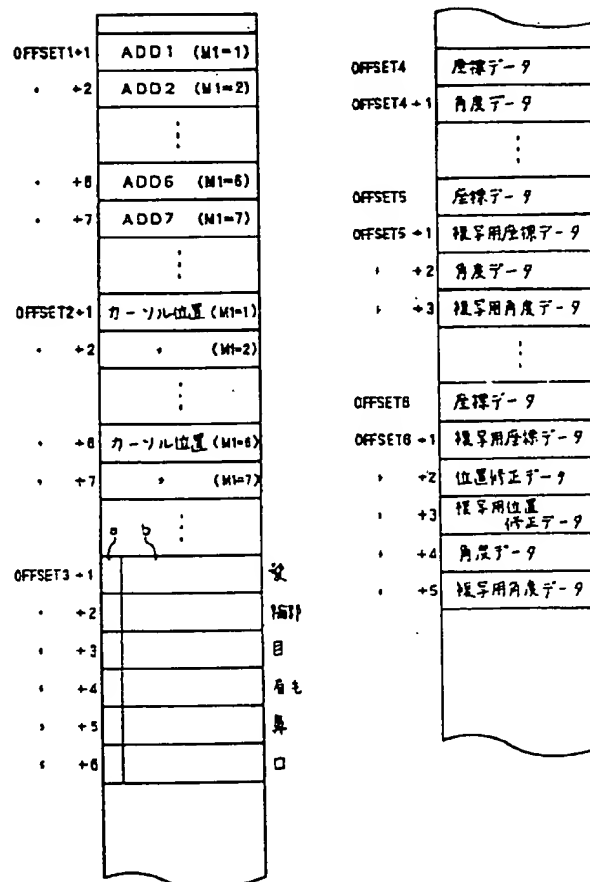 OFFSET1+1 ADD1 (M1=1)
〃 +2 ADD2 (M1=2)
〃 +6 ADD6 (M1=6)
〃 +7 ADD7 (M1=7)
OFFSET2+1 カーソル位置 (M1=1)
〃 +2 〃 (M1=2)
〃 +6 カーソル位置 (M1=6)
〃 +7 〃 (M1=7)
a b
OFFSET3+1 髪
〃 +2 輪郭
〃 +3 目
〃 +4 眉毛
〃 +5 鼻
〃 +6 口
OFFSET4 座標データ
OFFSET4+1 角度データ
OFFSET5 座標データ
OFFSET5+1 複写用座標データ
〃 +2 角度データ
〃 +3 複写用角度データ
OFFSET6 座標データ
OFFSET6+1 複写用座標データ
〃 +2 位置修正データ
〃 +3 複写用位置
修正データ
〃 +4 角度データ
〃 +5 複写用角度データ